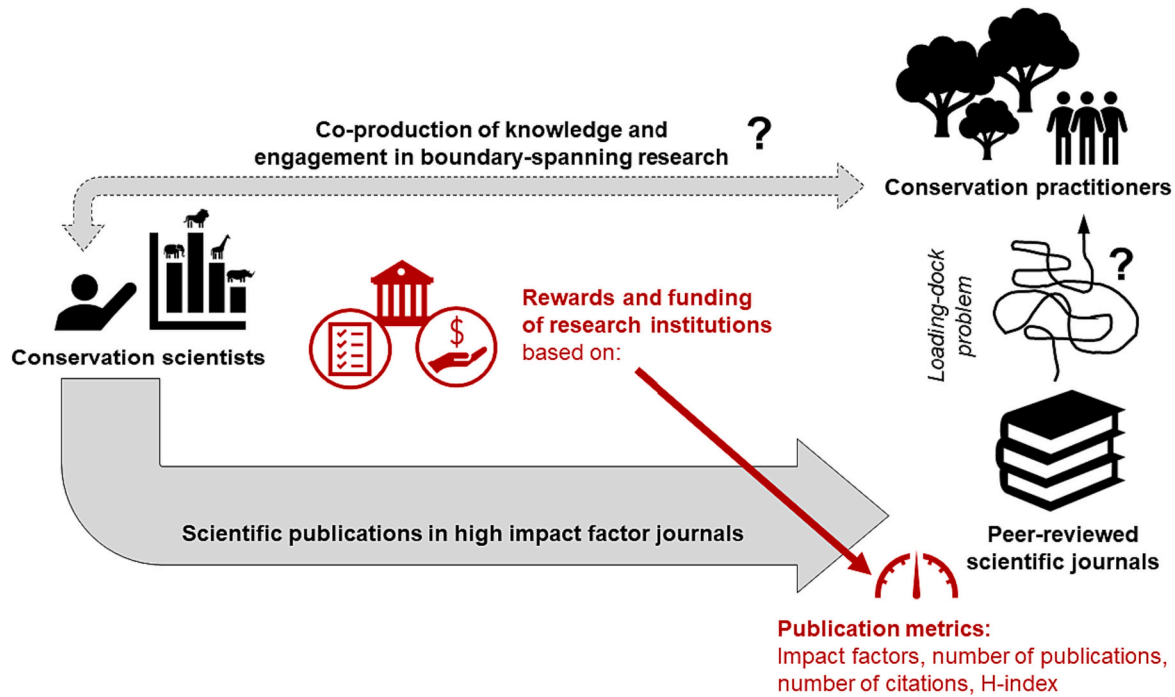 Co-production of knowledge and
engagement in boundary-spanning research
?
Conservation practitioners
Conservation scientists
$
Rewards and funding
of research institutions
based on:
Loading-dock
problem
?
Scientific publications in high impact factor journals
Peer-reviewed
scientific journals
Publication metrics:
Impact factors, number of publications,
number of citations, H-index